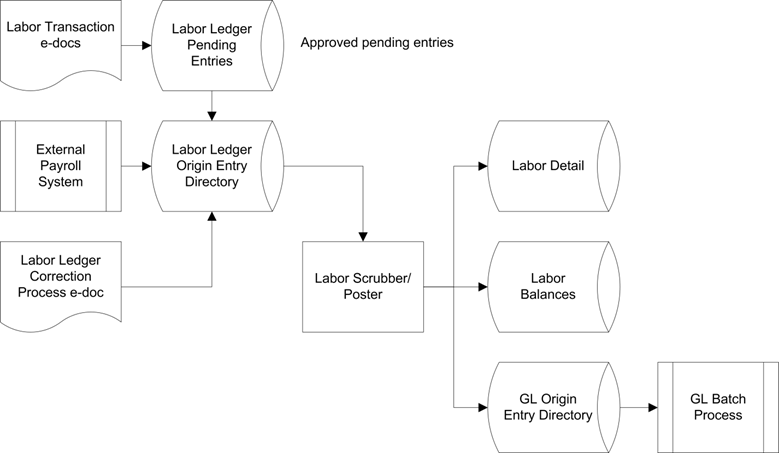 Labor Transaction
e-docs
Labor Ledger
Pending
Entries
Approved pending entries
External
Payroll
System
Labor Ledger
Origin Entry
Directory
Labor Detail
Labor Ledger
Correction
Process e-doc
Labor Scrubber/
Poster
Labor
Balances
GL Origin
Entry Directory
GL Batch
Process